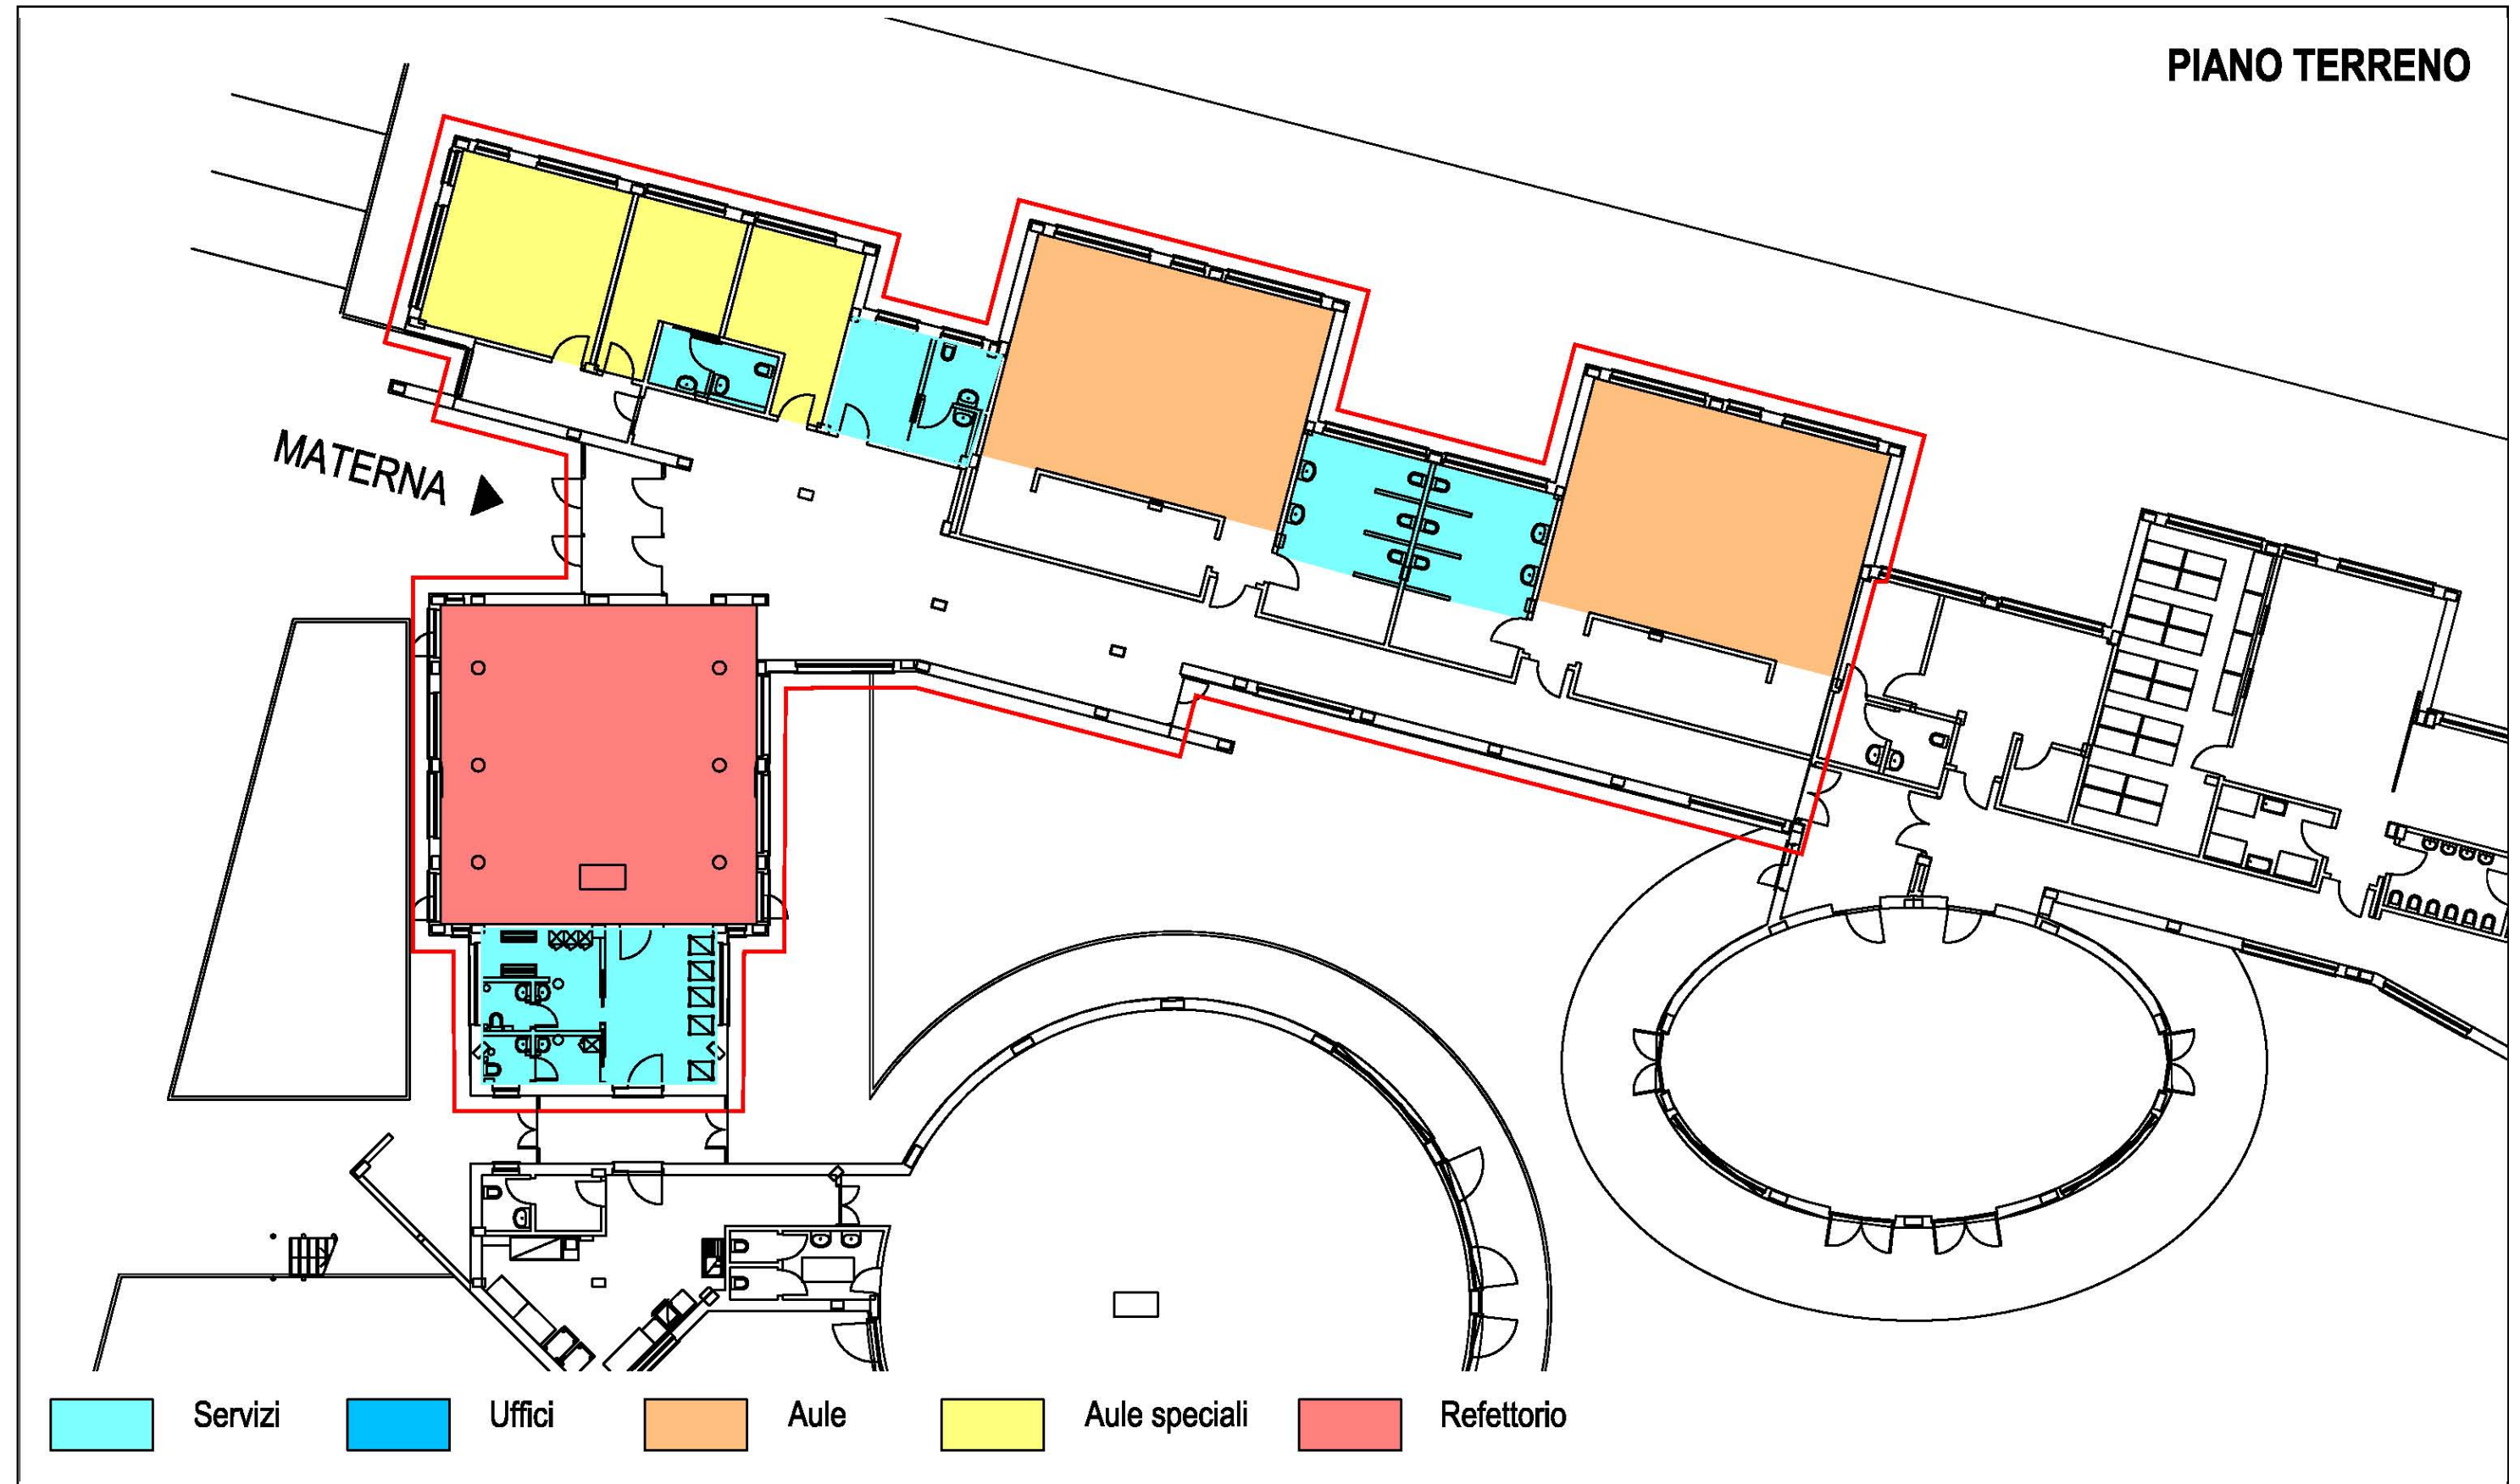 PIANO TERRENO
MATERNA
Servizi
Uffici
Aule
Aule speciali
Refettorio